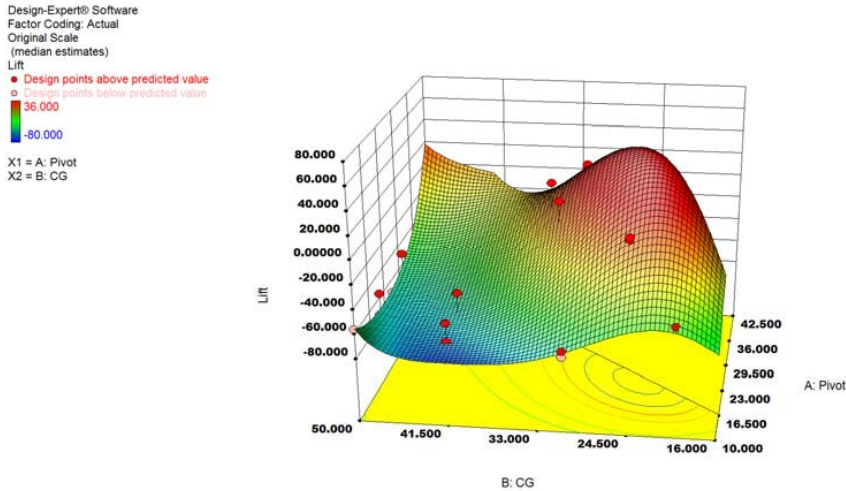 Design-Expert® Software
Factor Coding: Actual
Original Scale
(median estimates)
Lift
Design points above predicted value
Design points below predicted value
36.000
-80.000
X1 = A: Pivot
X2 = B: CG
80.000
60.000
40.000
20.000
0.00000
-20.000
-40.000
-60.000
-80.000
Lift
42.500
36.000
29.500
23.000
16.500
10.000
A: Pivot
50.000
41.500
33.000
24.500
16.000
B: CG